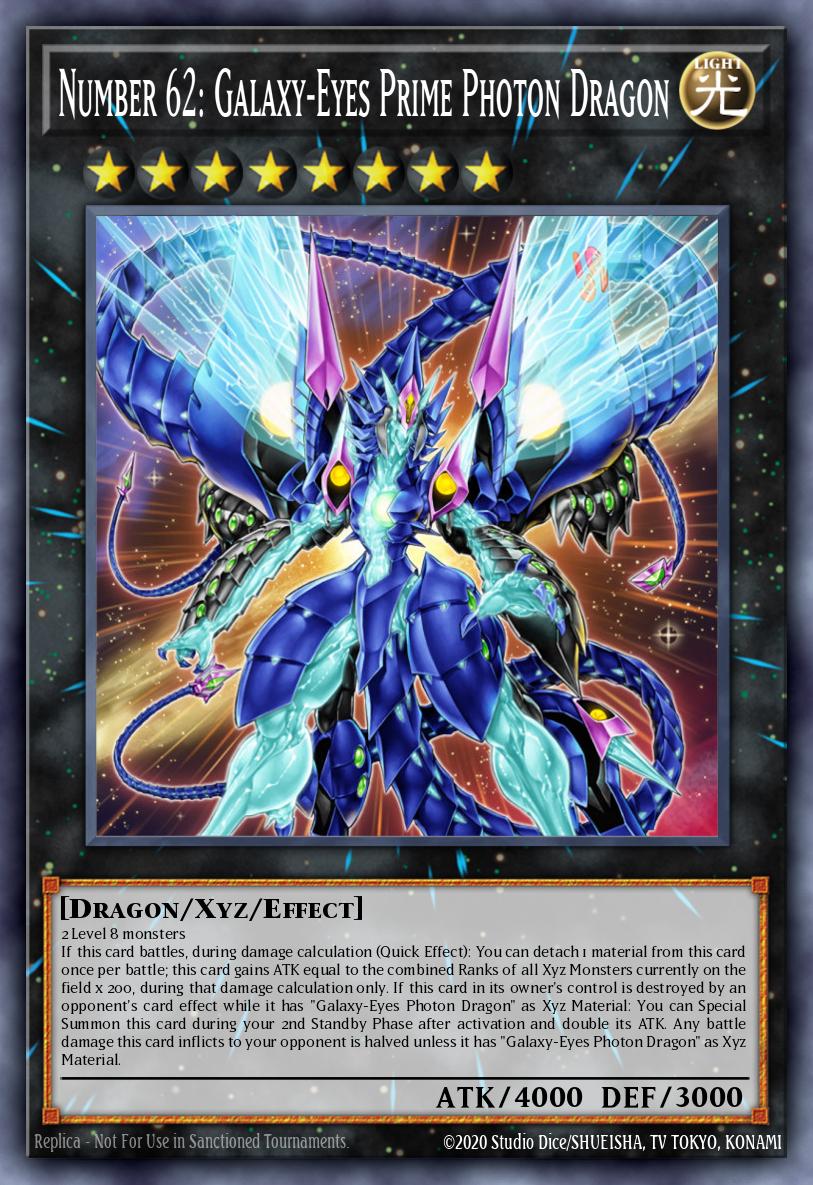 Number 62: Galaxy-Eyes Prime Photon Dragon
LIGHT
光
[Dragon/Xyz/Effect]
2 Level 8 monsters
If this card battles, during damage calculation (Quick Effect): You can detach 1 material from this card
once per battle; this card gains ATK equal to the combined Ranks of all Xyz Monsters currently on the
field x 200, during that damage calculation only. If this card in its owner's control is destroyed by an
opponent's card effect while it has "Galaxy-Eyes Photon Dragon" as Xyz Material: You can Special
Summon this card during your 2nd Standby Phase after activation and double its ATK. Any battle
damage this card inflicts to your opponent is halved unless it has "Galaxy-Eyes Photon Dragon" as Xyz
Material.
ATK/4000 DEF/3000
Replica - Not For Use in Sanctioned Tournaments.
©2020 Studio Dice/SHUEISHA, TV TOKYO, KONAMI